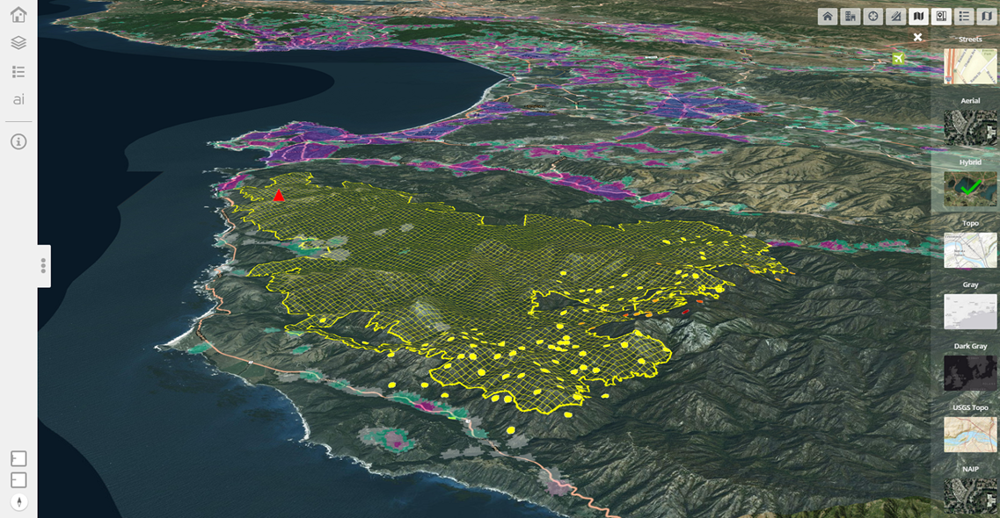 ai
Streets
Aerial
Hybrid
Topo
Gray
Dark Gray
USGS Topo
NAIP